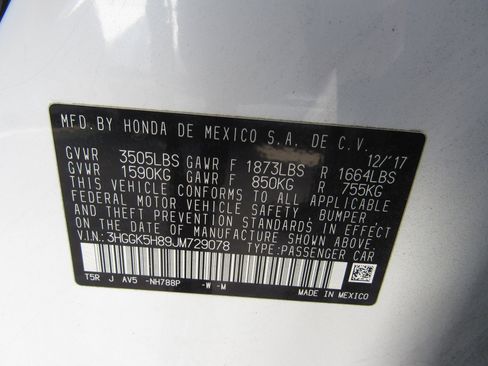 MFD.BY HONDA DE MEXICO S.A. DE C.V.
12/17
GVWR 3505LBS GAWR F 1873LBS R 1664LBS
GVWR 1590KG GAWR F 850KG R 755KG
THIS VEHICLE CONFORMS TO ALL APPLICABLE
FEDERAL MOTOR VEHICLE SAFETY, BUMPER,
AND THEFT PREVENTION STANDARDS IN EFFECT
ON THE DATE OF MANUFACTURE SHOWN ABOVE.
V.I.N: 3HGGK5H89JM729078 TYPE:PASSENGER CAR
T5R J AV5 -NH788P -W -M
MADE IN MEXICO